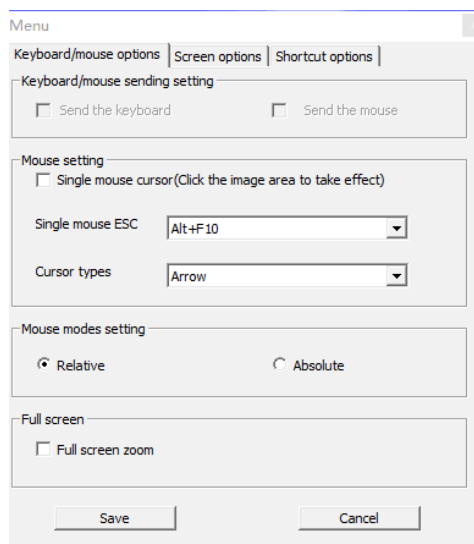 Menu
Keyboard/mouse options Screen options Shortcut options
Keyboard/mouse sending setting
Send the keyboard Send the mouse
Mouse setting
Single mouse cursor(Click the image area to take effect)
Single mouse ESC Alt+F10
Cursor types Arrow
Mouse modes setting
Relative Absolute
Full screen
Full screen zoom
Save Cancel